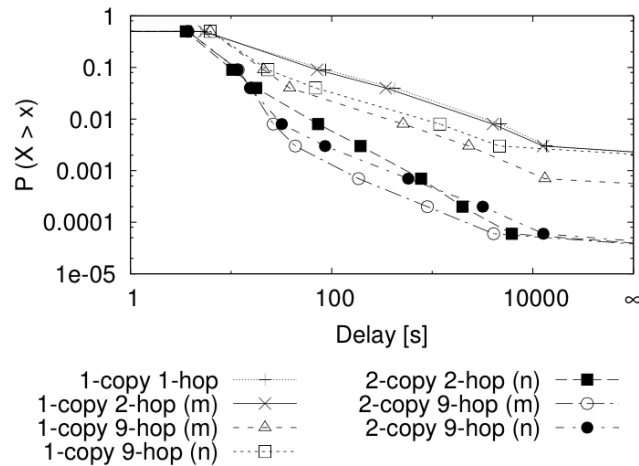 1
0.1
0.01
0.001
0.0001
1e-05
P (X > x)
1 100 10000 ∞
Delay [s]
1-copy 1-hop
1-copy 2-hop (m)
1-copy 9-hop (m)
1-copy 9-hop (n)
2-copy 2-hop (n)
2-copy 9-hop (m)
2-copy 9-hop (n)